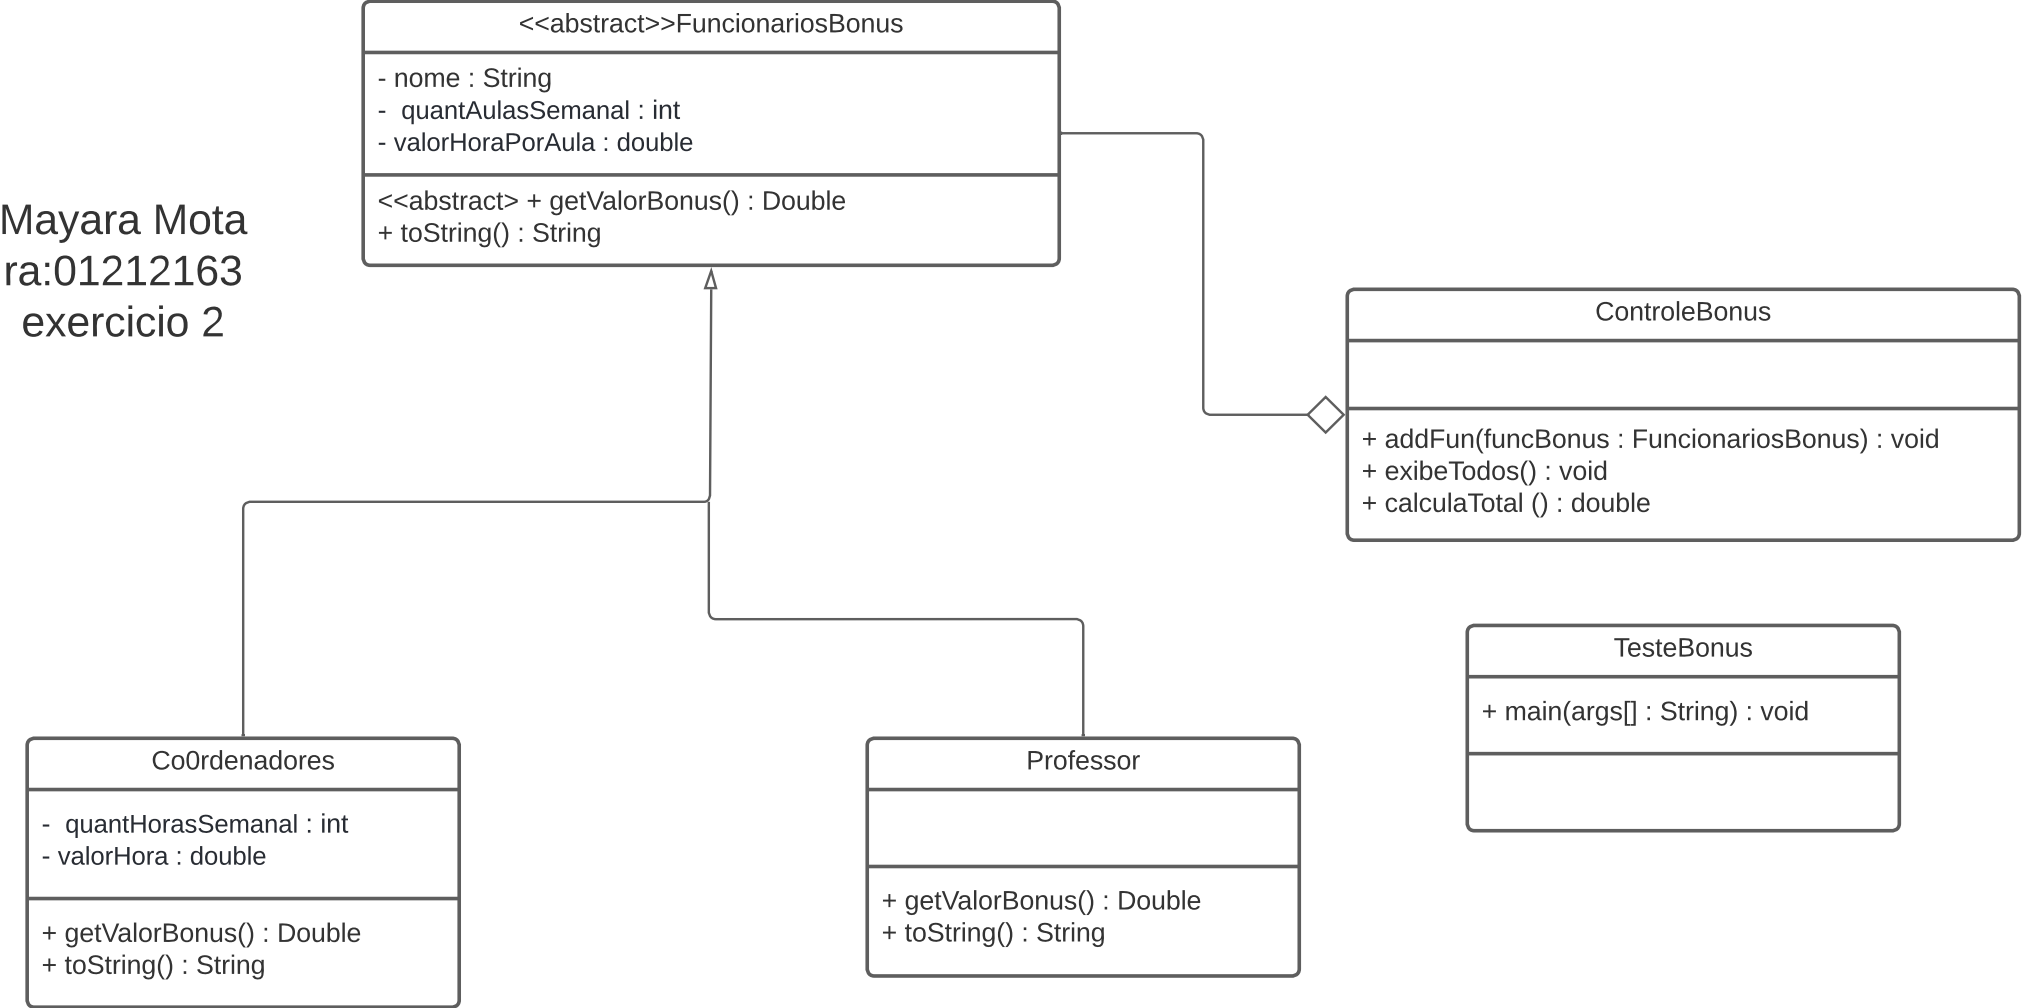 <<abstract>>FuncionariosBonus
- nome : String
-  quantAulasSemanal : int
- valorHoraPorAula : double
<<abstract> + getValorBonus() : Double
+ toString() : String
Mayara Mota
ra:01212163
exercicio 2
ControleBonus
+ addFun(funcBonus : FuncionariosBonus) : void
+ exibeTodos() : void
+ calculaTotal () : double
TesteBonus
+ main(args[] : String) : void
Co0rdenadores
-  quantHorasSemanal : int
- valorHora : double
+ getValorBonus() : Double
+ toString() : String
Professor
+ getValorBonus() : Double
+ toString() : String